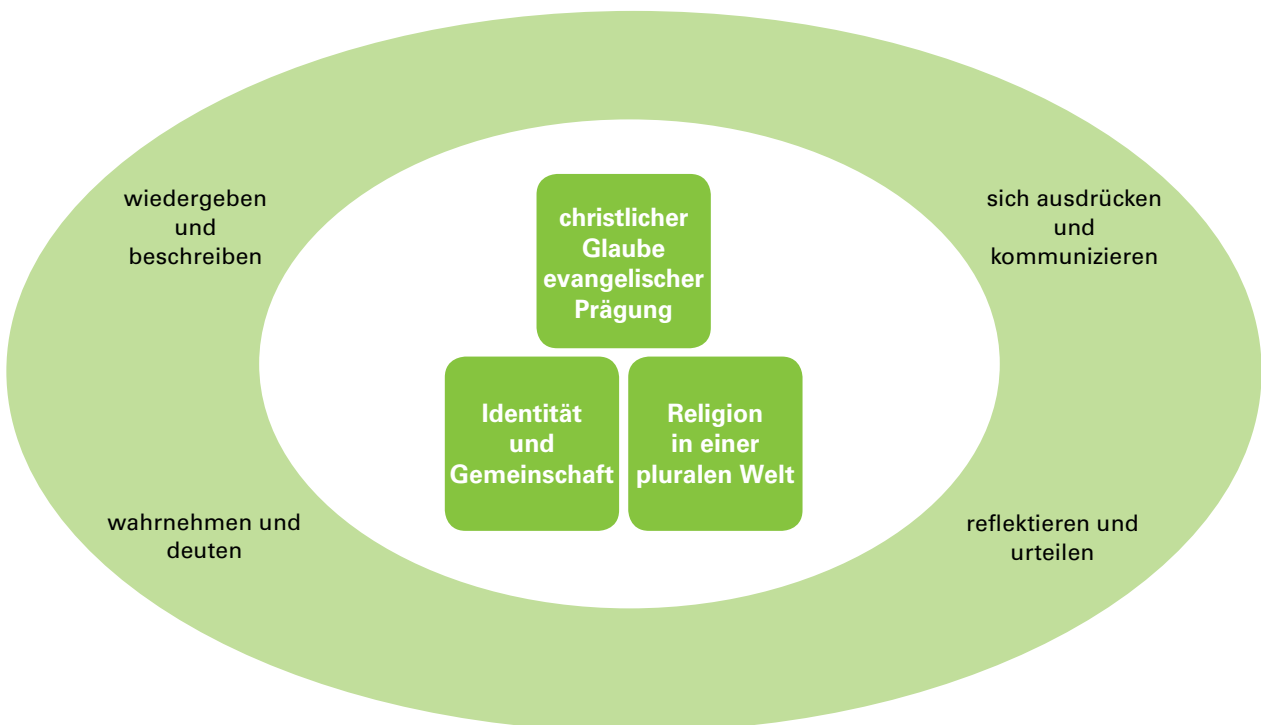 wiedergeben
und
beschreiben
christlicher
Glaube
evangelischer
Prägung
sich ausdrücken
und
kommunizieren
Identität
und
Gemeinschaft
Religion
in einer
pluralen Welt
wahrnehmen und
deuten
reflektieren und
urteilen